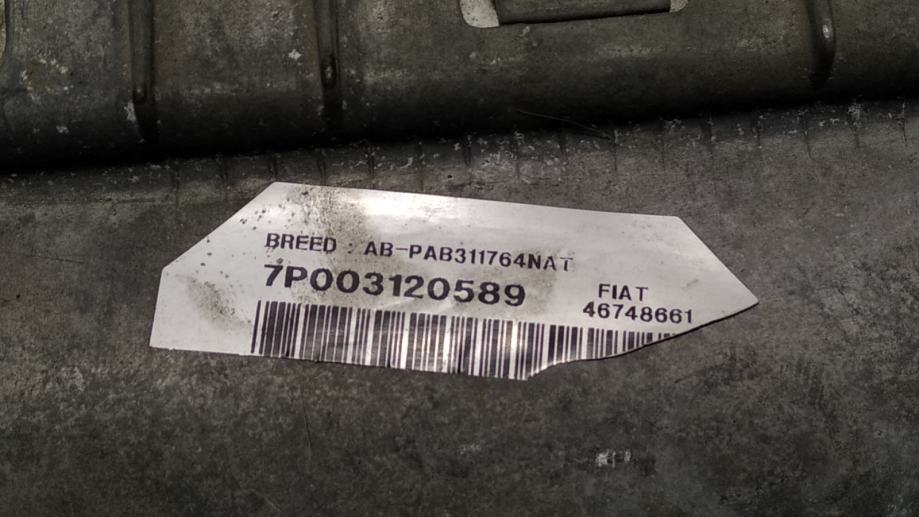 BREED : AB-PAB311764NAT
7P003120589
FIAT
46748661